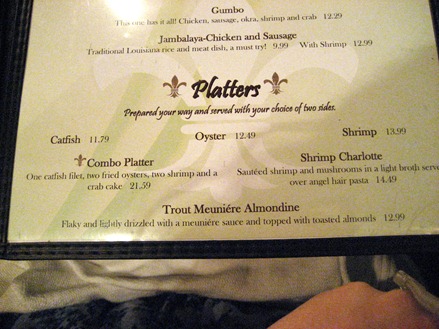 Gumbo
This one has it all! Chicken, sausage, okra, shrimp and crab 12.29
Jambalaya-Chicken and Sausage
Traditional Louisiana rice and meat dish, a must try! 9.99 With Shrimp 12.99
Platters
Prepared your way and served with your choice of two sides.
Catfish 11.79 Oyster 12.49 Shrimp 13.99
Combo Platter
One catfish filet, two fried oysters, two shrimp and a
crab cake 21.59
Shrimp Charlotte
Sautéed shrimp and mushrooms in a light broth serve
over angel hair pasta 14.49
Trout Meuniére Almondine
Flaky and lightly drizzled with a meuniére sauce and topped with toasted almonds 12.99